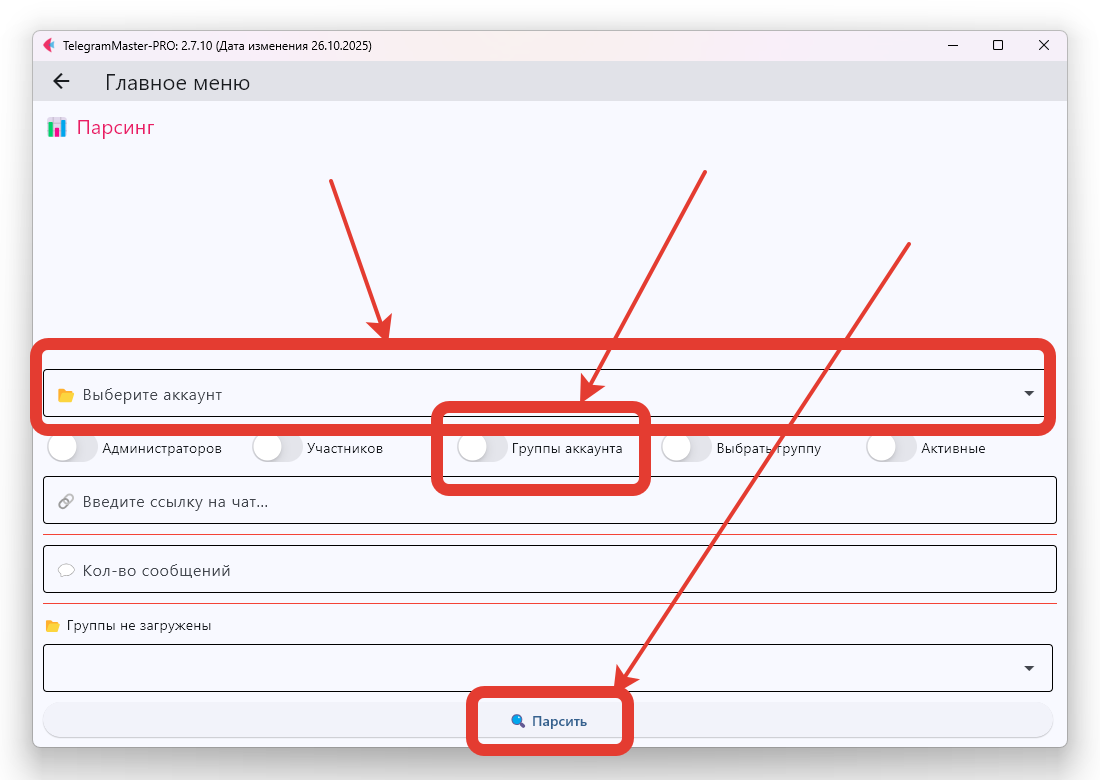 TelegramMaster-PRO: 2.7.10 (Дата изменения 26.10.2025)
Главное меню
Парсинг
Выберите аккаунт
Администраторов Участников Группы аккаунта Выбрать группу Активные
Введите ссылку на чат...
Кол-во сообщений
Группы не загружены
Парсить